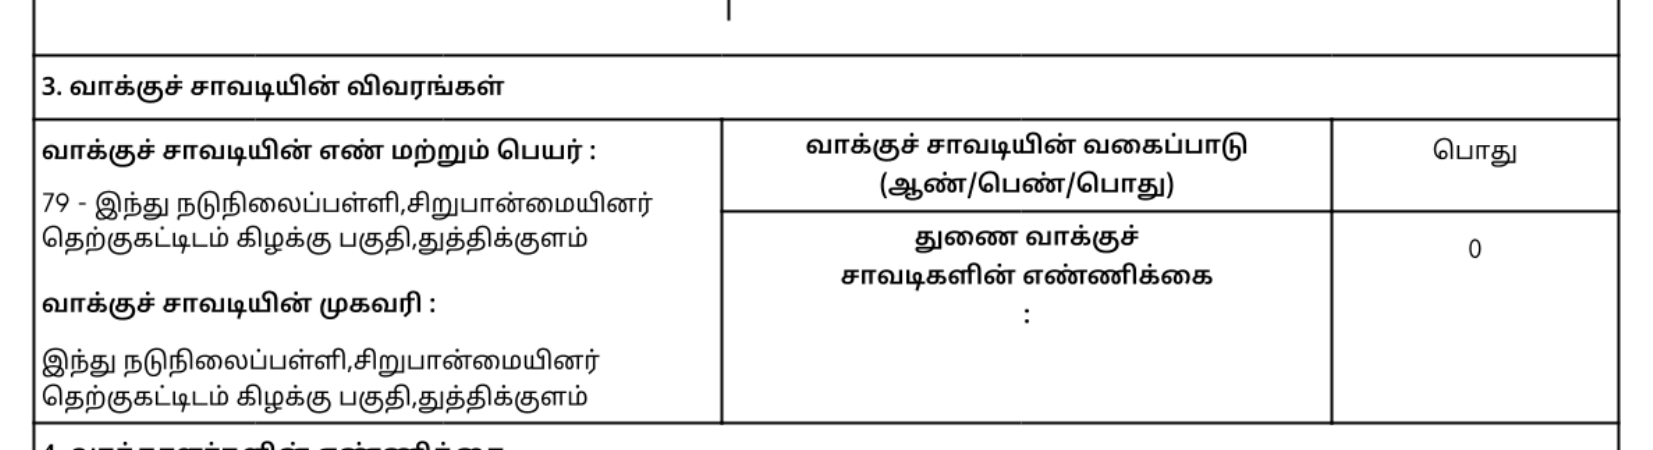 3. வாக்குச் சாவடியின் விவரங்கள்
வாக்குச் சாவடியின் எண் மற்றும் பெயர் :
79 - இந்து நடுநிலைப்பள்ளி,சிறுபான்மையினர்
தெற்குகட்டிடம் கிழக்கு பகுதி,துத்திக்குளம்
வாக்குச் சாவடியின் முகவரி :
இந்து நடுநிலைப்பள்ளி,சிறுபான்மையினர்
தெற்குகட்டிடம் கிழக்கு பகுதி,துத்திக்குளம்
வாக்குச் சாவடியின் வகைப்பாடு
(ஆண்/பெண்/பொது)
பொது
துணை வாக்குச்
சாவடிகளின் எண்ணிக்கை
:
0